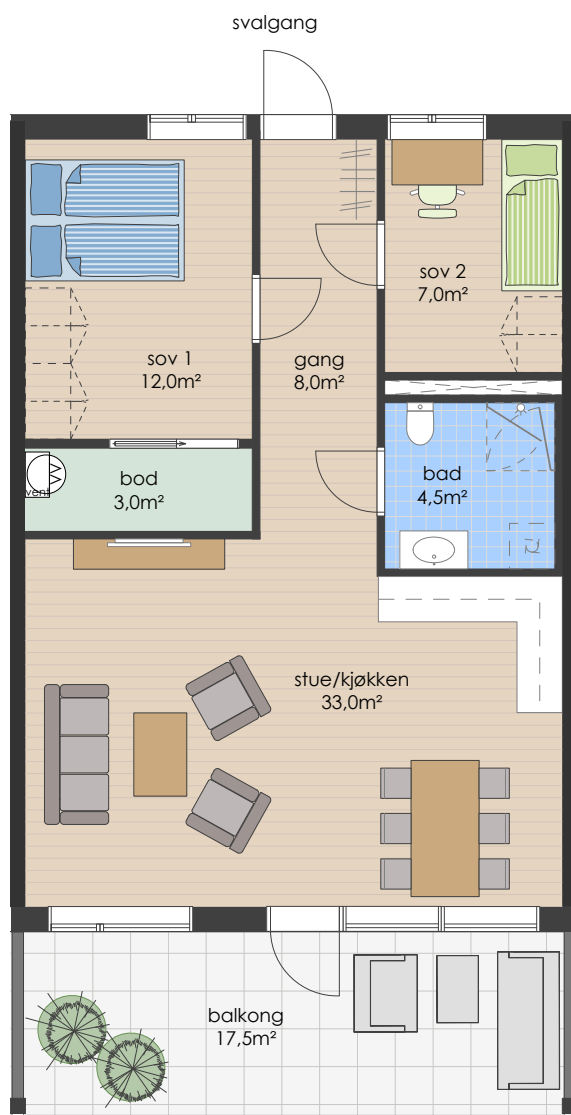 svalgang
sov 2
7,0m²
sov 1
12,0m²
gang
8,0m²
bod
3,0m²
vent
bad
4,5m²
stue/kjøkken
33,0m²
balkong
17,5m²